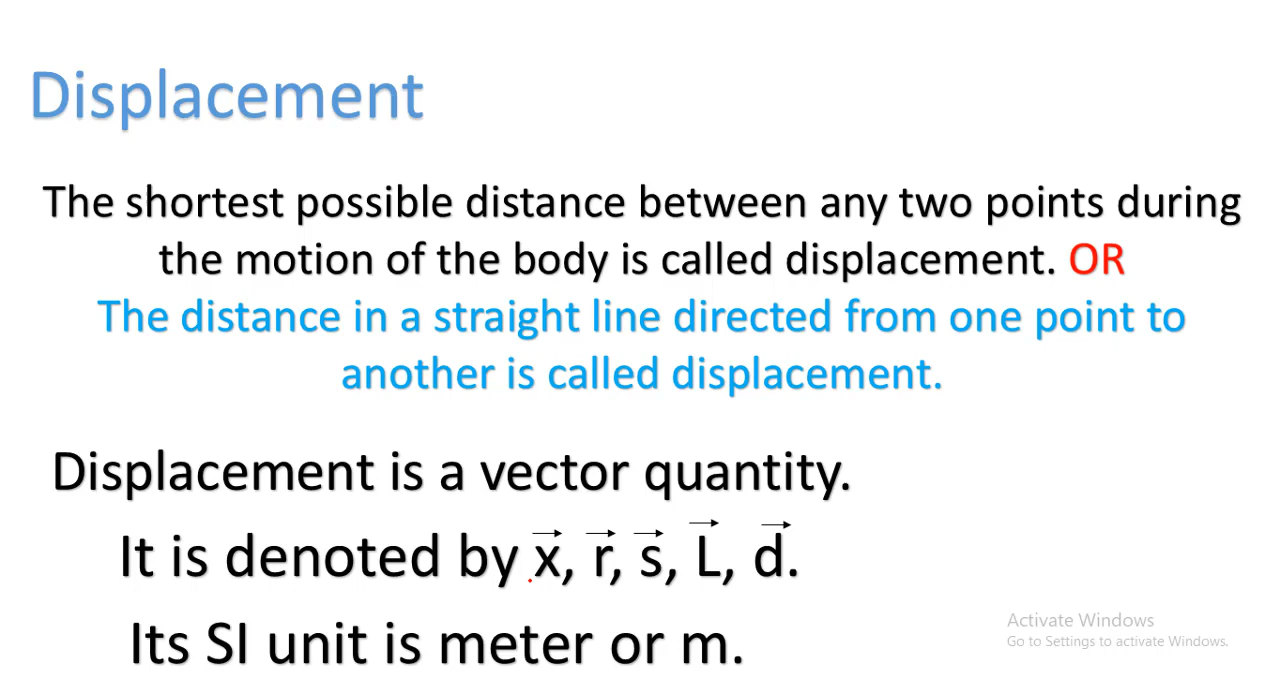 Displacement
The shortest possible distance between any two points during
the motion of the body is called displacement. OR
The distance in a straight line directed from one point to
another is called displacement.
Displacement is a vector quantity.
It is denoted by x⃗, r⃗, s⃗, L⃗, d⃗.
Its SI unit is meter or m.
Activate Windows
Go to Settings to activate Windows.